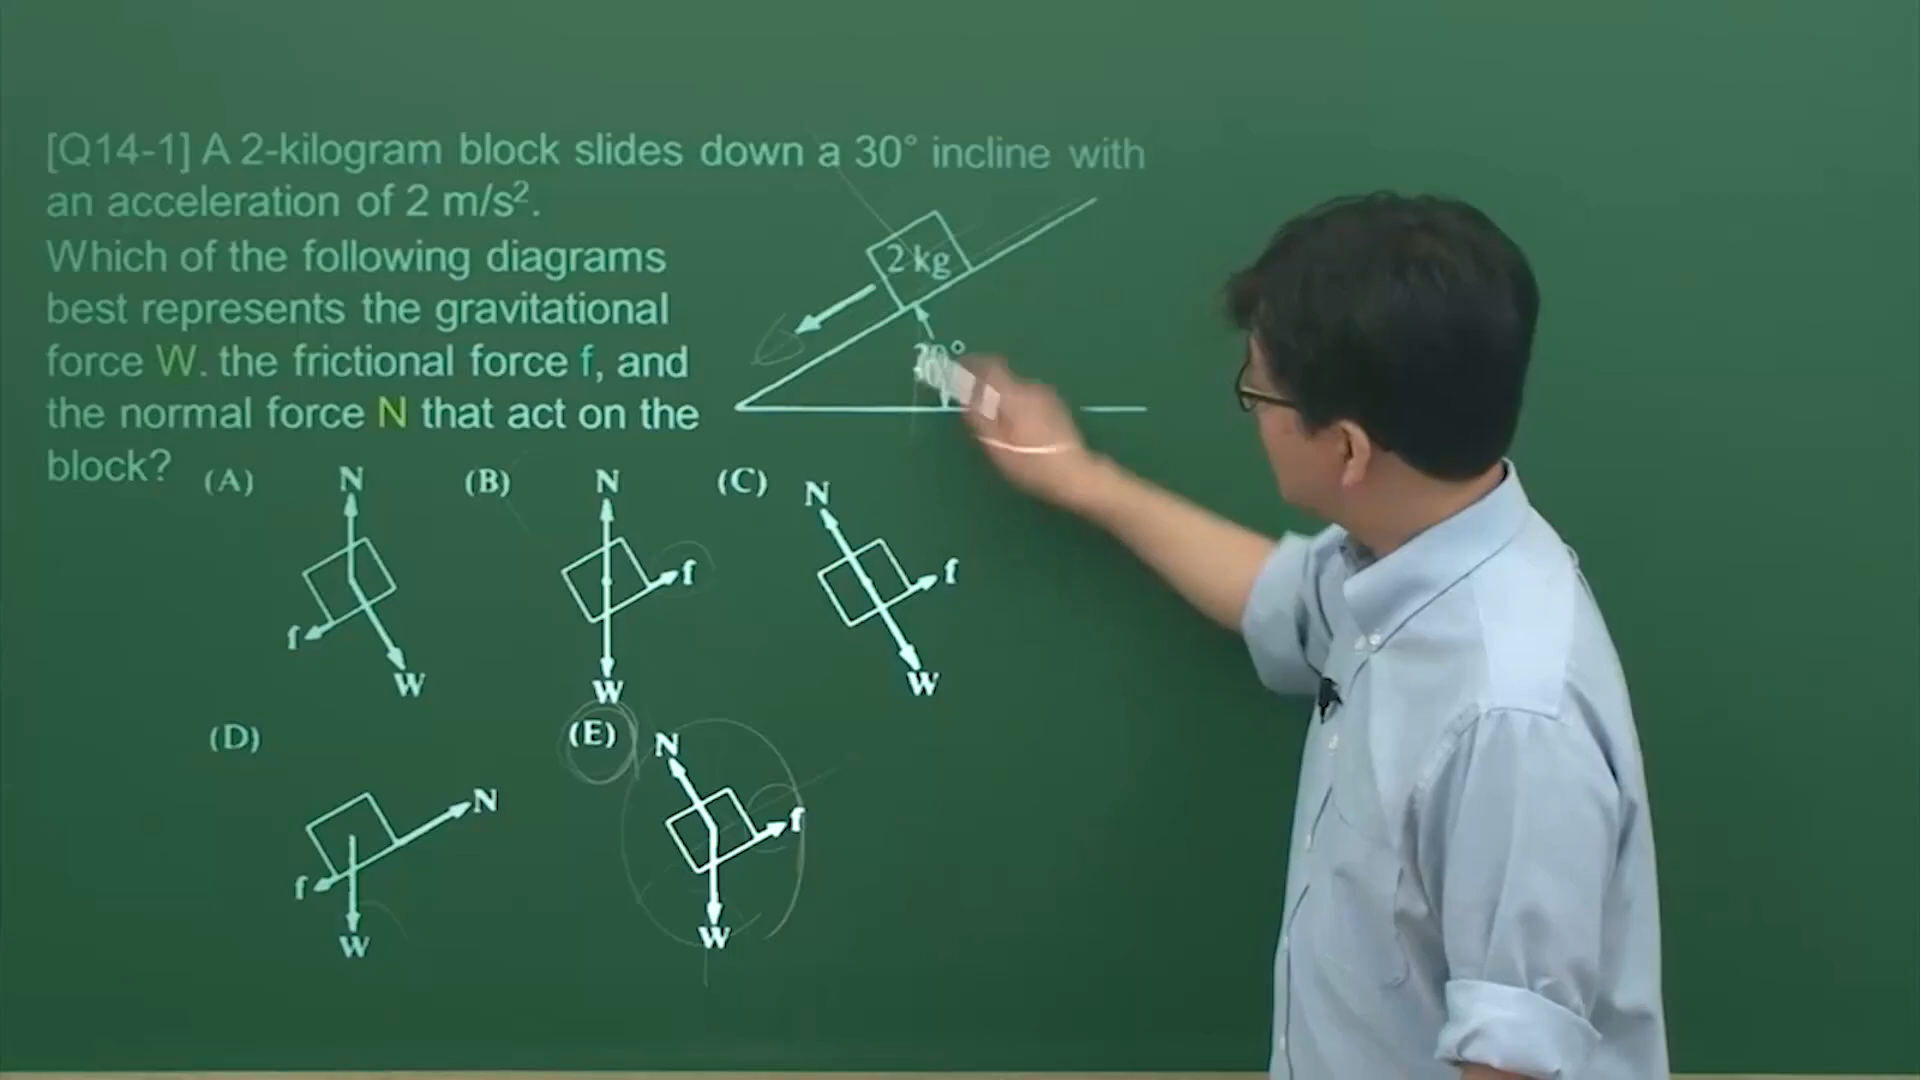 [Q14-1] A 2-kilogram block slides down a 30° incline with
an acceleration of 2 m/s².
Which of the following diagrams
best represents the gravitational
force W. the frictional force f, and
the normal force N that act on the
block?
2 kg
30°
(A)
N
f
W
(B)
N
f
W
(C)
N
f
W
(D)
N
f
W
(E)
N
f
W